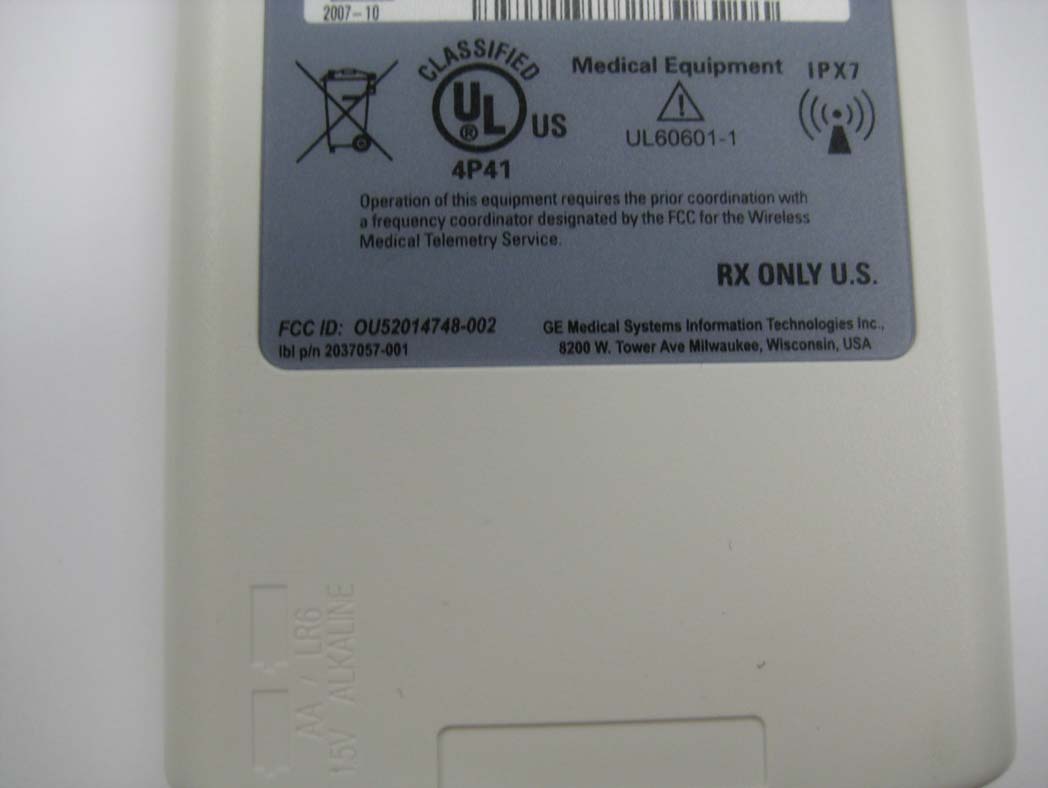 2007-10
CLASSIFIED
UL
®
US
4P41
Medical Equipment
UL60601-1
IPX7
Operation of this equipment requires the prior coordination with
a frequency coordinator designated by the FCC for the Wireless
Medical Telemetry Service.
RX ONLY U.S.
FCC ID: OU52014748-002
lbl p/n 2037057-001
GE Medical Systems Information Technologies Inc.,
8200 W. Tower Ave Milwaukee, Wisconsin, USA
AA / LR6
1.5V ALKALINE